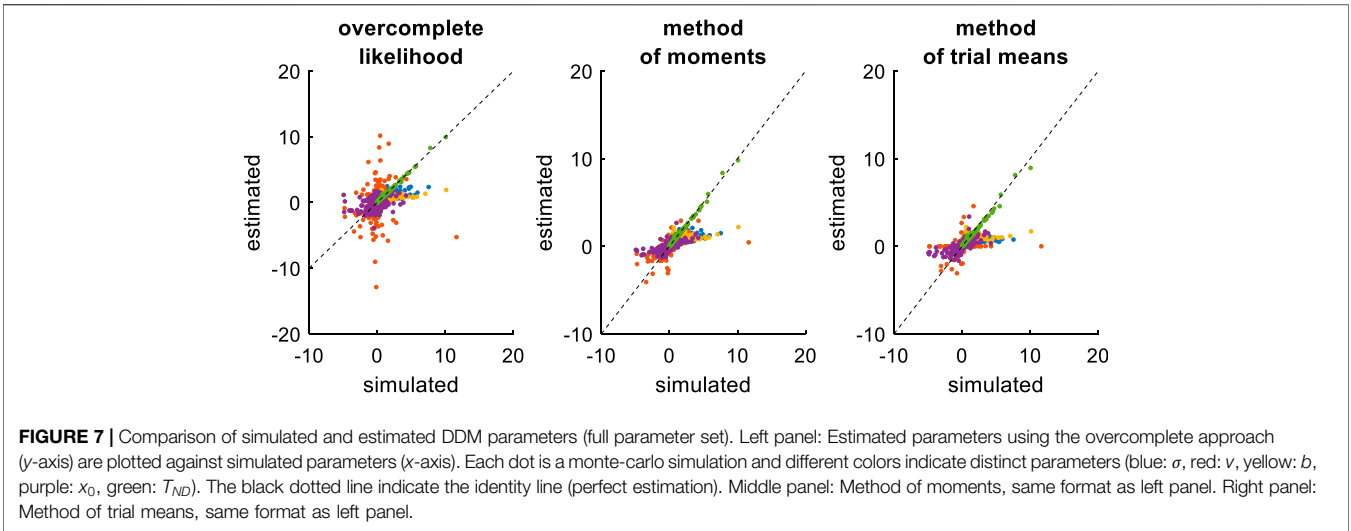 overcomplete
likelihood
20
10
0
-10
-20
-10 0 10 20
estimated
simulated
method
of moments
20
10
0
-10
-10 0 10 20
estimated
simulated
method
of trial means
20
10
0
-10
-10 0 10 20
estimated
simulated
FIGURE 7 | Comparison of simulated and estimated DDM parameters (full parameter set). Left panel: Estimated parameters using the overcomplete approach
(y-axis) are plotted against simulated parameters (x-axis). Each dot is a monte-carlo simulation and different colors indicate distinct parameters (blue: σ, red: v, yellow: b,
purple: x₀, green: T_ND). The black dotted line indicate the identity line (perfect estimation). Middle panel: Method of moments, same format as left panel. Right panel:
Method of trial means, same format as left panel.